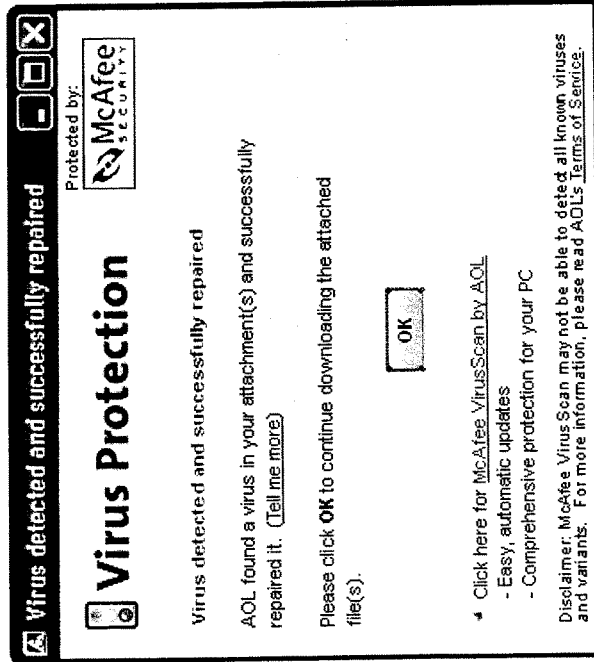 Virus detected and successfully repaired
Virus Protection
Protected by:
McAfee
SECURITY
Virus detected and successfully repaired
AOL found a virus in your attachment(s) and successfully
repaired it. (Tell me more)
Please click OK to continue downloading the attached
file(s).
OK
Click here for McAfee VirusScan by AOL
- Easy, automatic updates
- Comprehensive protection for your PC
Disclaimer: McAfee VirusScan may not be able to detect all known viruses
and variants. For more information, please read AOL's Terms of Service.